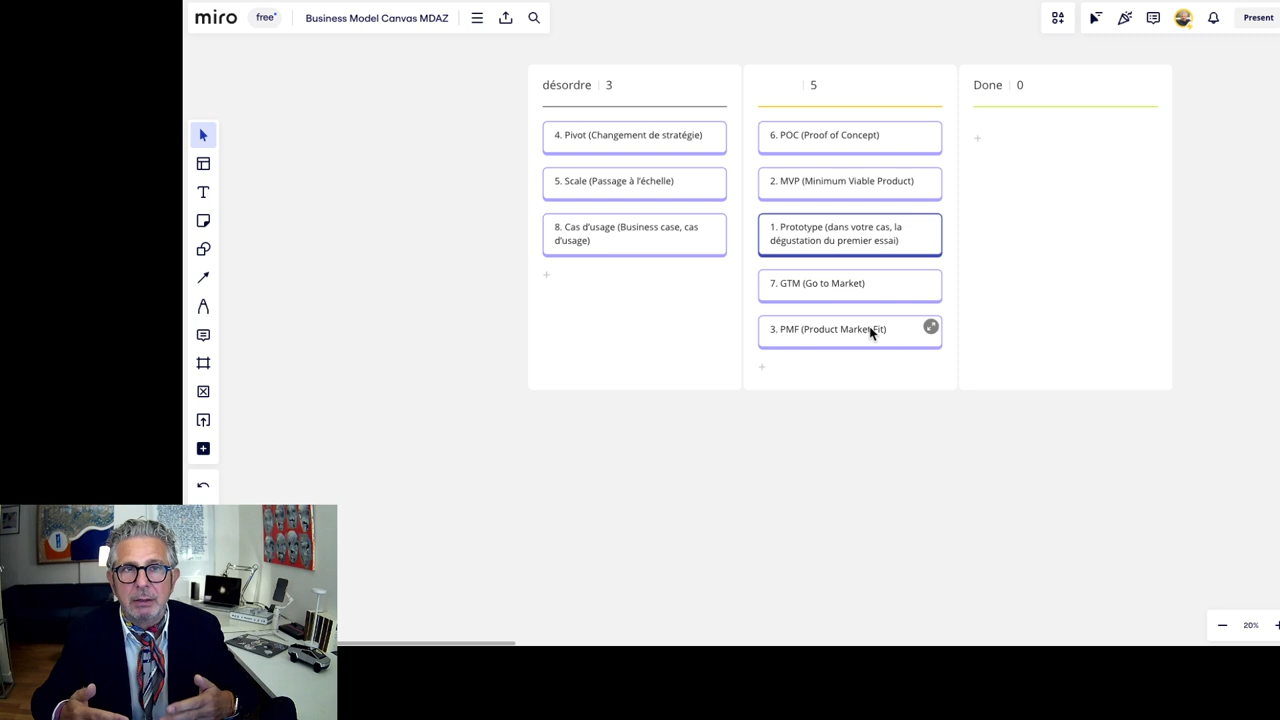 miro free* Business Model Canvas MDAZ Present
désordre 3
5
Done 0
4. Pivot (Changement de stratégie)
5. Scale (Passage à l'échelle)
8. Cas d'usage (Business case, cas
d'usage)
6. POC (Proof of Concept)
2. MVP (Minimum Viable Product)
1. Prototype (dans votre cas, la
dégustation du premier essai)
7. GTM (Go to Market)
3. PMF (Product Market Fit)
20%